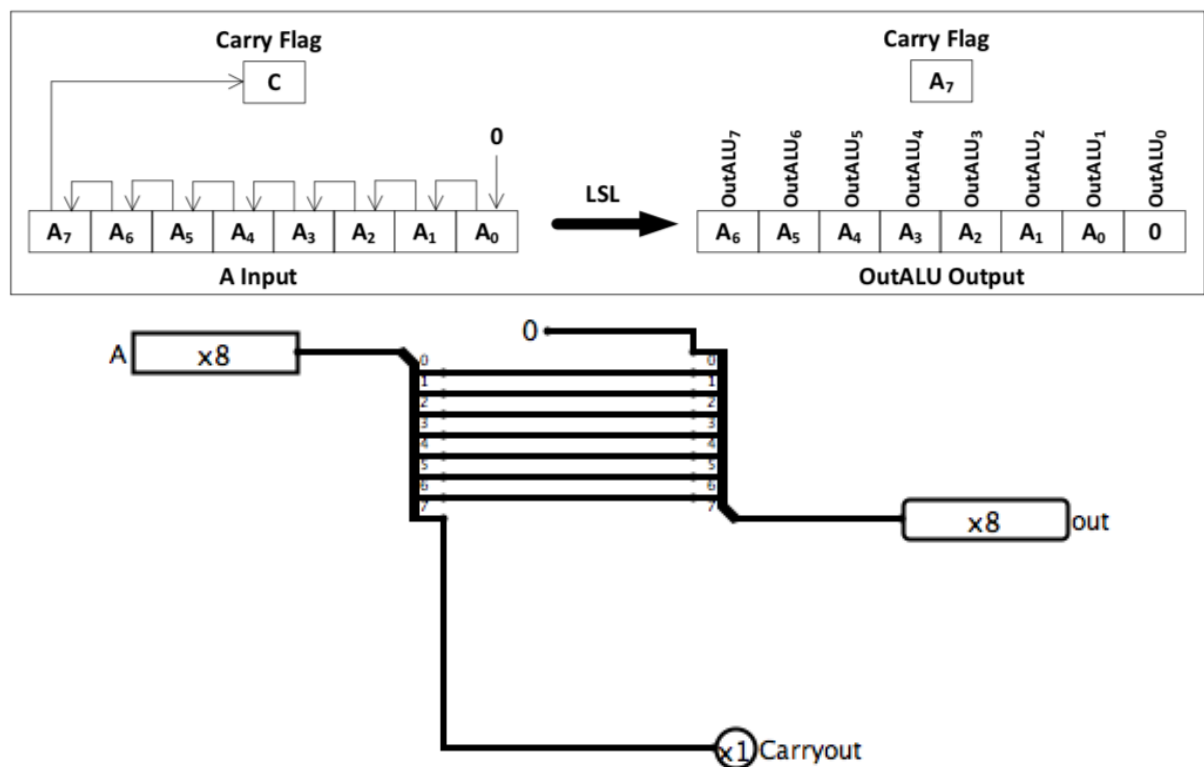 Carry Flag Carry Flag
C A₇
0 OutALU₇ OutALU₆ OutALU₅ OutALU₄ OutALU₃ OutALU₂ OutALU₁ OutALU₀
LSL
A₇ A₆ A₅ A₄ A₃ A₂ A₁ A₀ A₆ A₅ A₄ A₃ A₂ A₁ A₀ 0
A Input OutALU Output
0
A x8
0 0
1 1
2 2
3 3
4 4
5 5
6 6
7 7
x8 out
x1 Carryout